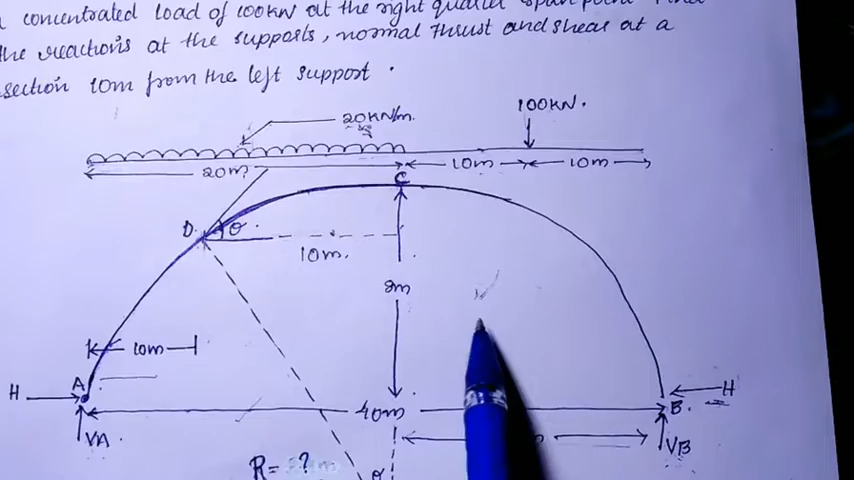 concentrated load of 100kN at the right quarter span point
the reactions at the supports, normal thrust and shear at a
section 10m from the left support.
100kN.
20kN/m.
20m
10m
10m
C
D
θ
10m.
8m
10m
H
A
40m
B
H
VA
VB
R= ?